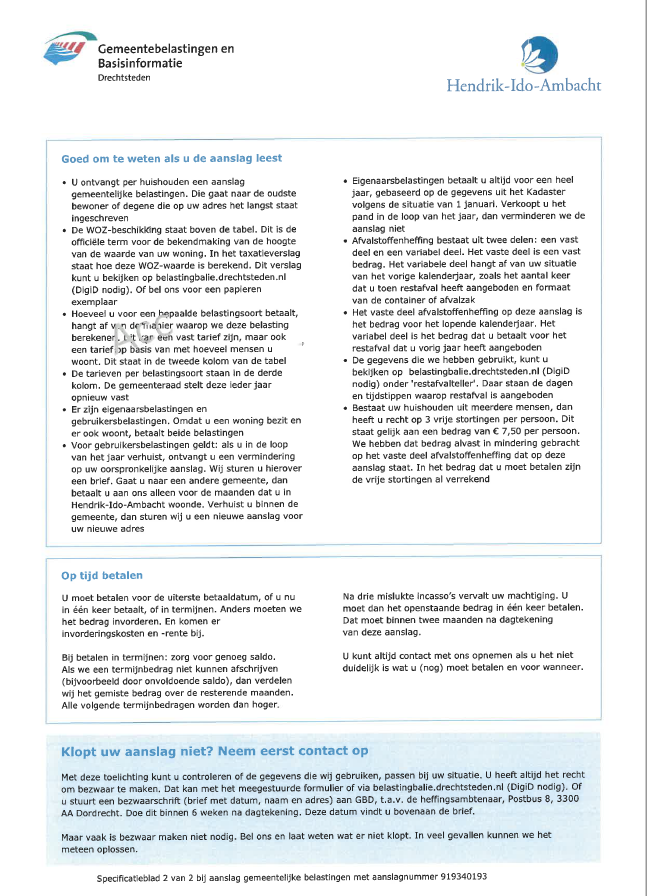 Gemeentebelastingen en
Basisinformatie
Drechtsteden
Hendrik-Ido-Ambacht
Goed om te weten als u de aanslag leest
• U ontvangt per huishouden een aanslag
gemeentelijke belastingen. Die gaat naar de oudste
bewoner of degene die op uw adres het langst staat
ingeschreven
• De WOZ-beschikking staat boven de tabel. Dit is de
officiële term voor de bekendmaking van de hoogte
van de waarde van uw woning. In het taxatieverslag
staat hoe deze WOZ-waarde is berekend. Dit verslag
kunt u bekijken op belastingbalie.drechtsteden.nl
(DigiD nodig). Of bel ons voor een papieren
exemplaar
• Hoeveel u voor een bepaalde belastingsoort betaalt,
hangt af van de manier waarop we deze belasting
berekenen. Dit kan een vast tarief zijn, maar ook
een tarief op basis van met hoeveel mensen u
woont. Dit staat in de tweede kolom van de tabel
• De tarieven per belastingsoort staan in de derde
kolom. De gemeenteraad stelt deze ieder jaar
opnieuw vast
• Er zijn eigenaarsbelastingen en
gebruikersbelastingen. Omdat u een woning bezit en
er ook woont, betaalt beide belastingen
• Voor gebruikersbelastingen geldt: als u in de loop
van het jaar verhuist, ontvangt u een vermindering
op uw oorspronkelijke aanslag. Wij sturen u hierover
een brief. Gaat u naar een andere gemeente, dan
betaalt u aan ons alleen voor de maanden dat u in
Hendrik-Ido-Ambacht woonde. Verhuist u binnen de
gemeente, dan sturen wij u een nieuwe aanslag voor
uw nieuwe adres
• Eigenaarsbelastingen betaalt u altijd voor een heel
jaar, gebaseerd op de gegevens uit het Kadaster
volgens de situatie van 1 januari. Verkoopt u het
pand in de loop van het jaar, dan verminderen we de
aanslag niet
• Afvalstoffenheffing bestaat uit twee delen: een vast
deel en een variabel deel. Het vaste deel is een vast
bedrag. Het variabele deel hangt af van uw situatie
van het vorige kalenderjaar, zoals het aantal keer
dat u toen restafval heeft aangeboden en formaat
van de container of afvalzak
• Het vaste deel afvalstoffenheffing op deze aanslag is
het bedrag voor het lopende kalenderjaar. Het
variabel deel is het bedrag dat u betaalt voor het
restafval dat u vorig jaar heeft aangeboden
• De gegevens die we hebben gebruikt, kunt u
bekijken op belastingbalie.drechtsteden.nl (DigiD
nodig) onder 'restafvalteller'. Daar staan de dagen
en tijdstippen waarop restafval is aangeboden
• Bestaat uw huishouden uit meerdere mensen, dan
heeft u recht op 3 vrije stortingen per persoon. Dit
staat gelijk aan een bedrag van € 7,50 per persoon.
We hebben dat bedrag alvast in mindering gebracht
op het vaste deel afvalstoffenheffing dat op deze
aanslag staat. In het bedrag dat u moet betalen zijn
de vrije stortingen al verrekend
Op tijd betalen
U moet betalen voor de uiterste betaaldatum, of u nu
in één keer betaalt, of in termijnen. Anders moeten we
het bedrag invorderen. En komen er
invorderingskosten en -rente bij.
Bij betalen in termijnen: zorg voor genoeg saldo.
Als we een termijnbedrag niet kunnen afschrijven
(bijvoorbeeld door onvoldoende saldo), dan verdelen
wij het gemiste bedrag over de resterende maanden.
Alle volgende termijnbedragen worden dan hoger.
Na drie mislukte incasso's vervalt uw machtiging. U
moet dan het openstaande bedrag in één keer betalen.
Dat moet binnen twee maanden na dagtekening
van deze aanslag.
U kunt altijd contact met ons opnemen als u het niet
duidelijk is wat u (nog) moet betalen en voor wanneer.
Klopt uw aanslag niet? Neem eerst contact op
Met deze toelichting kunt u controleren of de gegevens die wij gebruiken, passen bij uw situatie. U heeft altijd het recht
om bezwaar te maken. Dat kan met het meegestuurde formulier of via belastingbalie.drechtsteden.nl (DigiD nodig). Of
u stuurt een bezwaarschrift (brief met datum, naam en adres) aan GBD, t.a.v. de heffingsambtenaar, Postbus 8, 3300
AA Dordrecht. Doe dit binnen 6 weken na dagtekening. Deze datum vindt u bovenaan de brief.
Maar vaak is bezwaar maken niet nodig. Bel ons en laat weten wat er niet klopt. In veel gevallen kunnen we het
meteen oplossen.
Specificatieblad 2 van 2 bij aanslag gemeentelijke belastingen met aanslagnummer 919340193